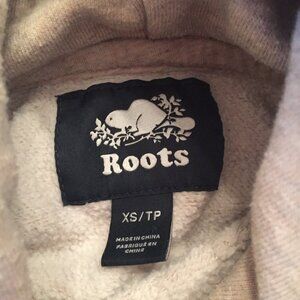 Roots
XS/TP
MADE IN CHINA
FABRIQUÉ EN
CHINE